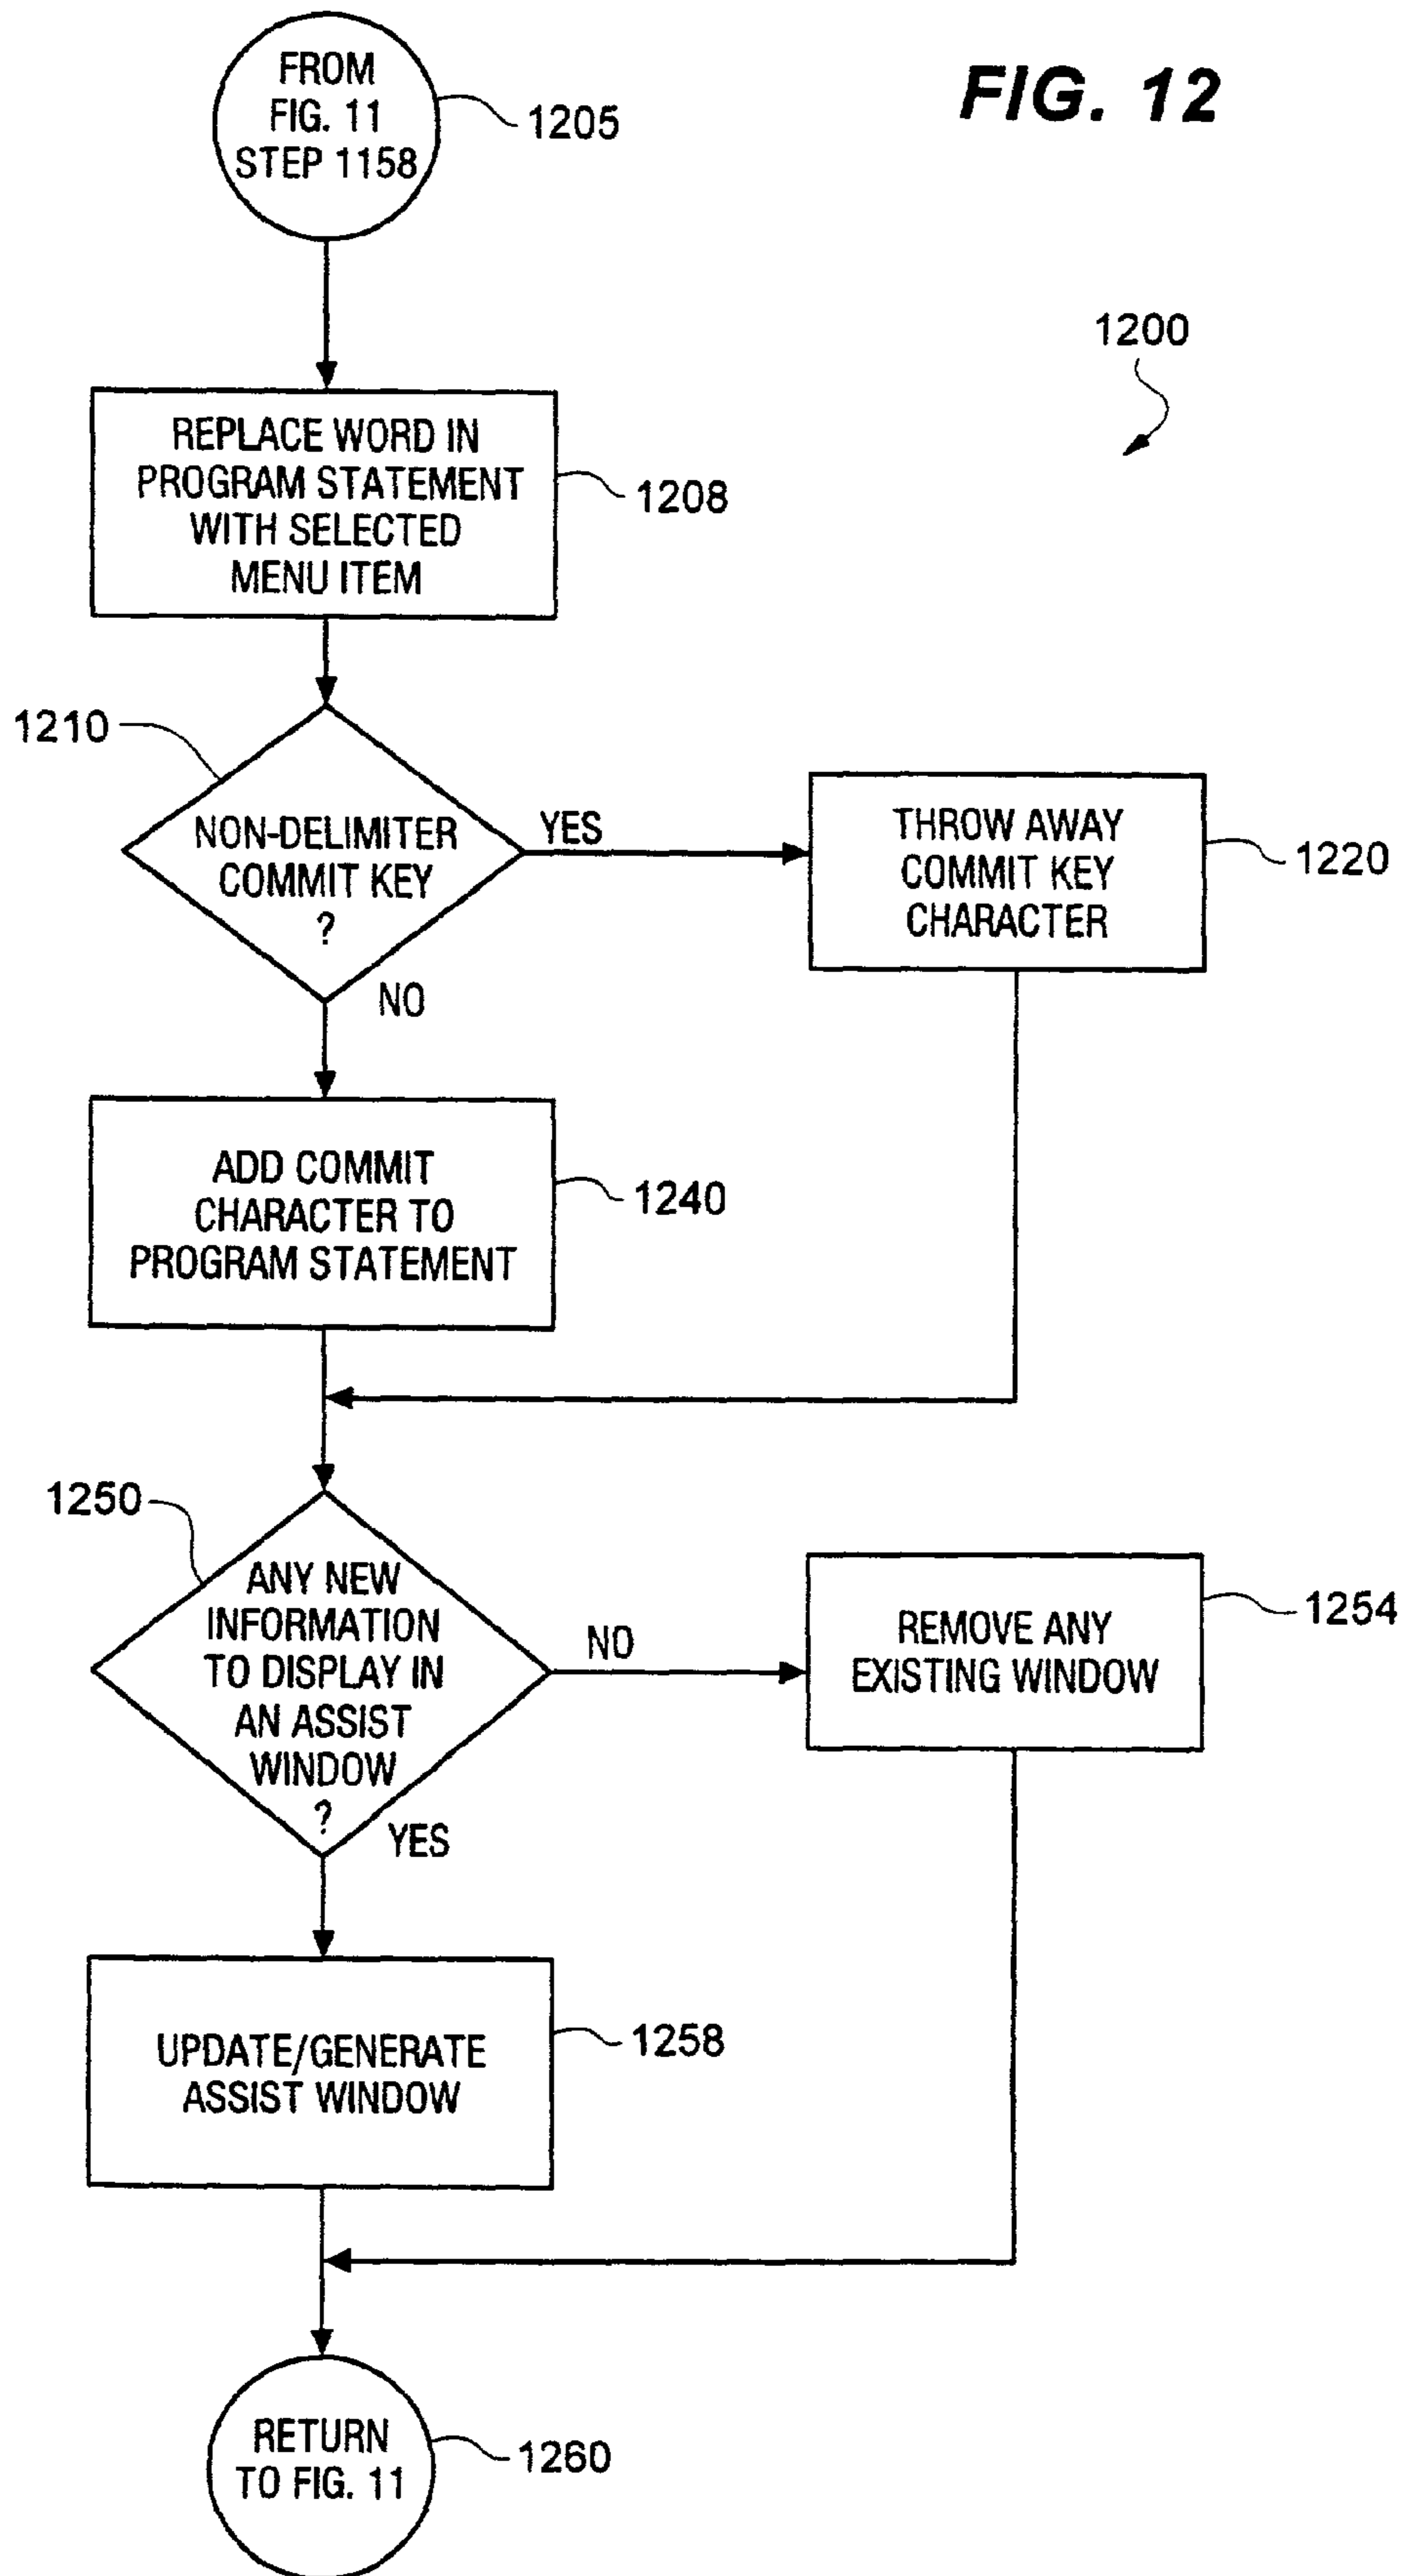 FROM
FIG. 11
STEP 1158
1205
FIG. 12
1200
REPLACE WORD IN
PROGRAM STATEMENT
WITH SELECTED
MENU ITEM
1208
1210
NON-DELIMITER
COMMIT KEY
?
YES
NO
THROW AWAY
COMMIT KEY
CHARACTER
1220
ADD COMMIT
CHARACTER TO
PROGRAM STATEMENT
1240
1250
ANY NEW
INFORMATION
TO DISPLAY IN
AN ASSIST
WINDOW
?
NO
YES
REMOVE ANY
EXISTING WINDOW
1254
UPDATE/GENERATE
ASSIST WINDOW
1258
RETURN
TO FIG. 11
1260